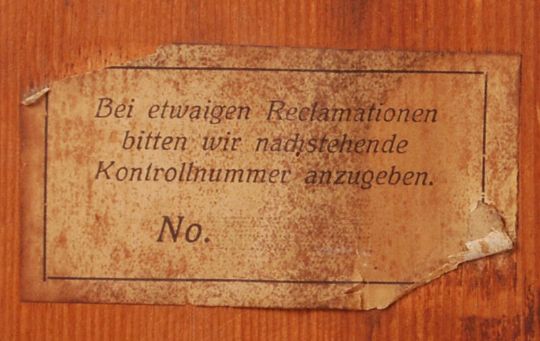 Bei etwaigen Reclamationen
bitten wir nachstehende
Kontrollnummer anzugeben.
No.